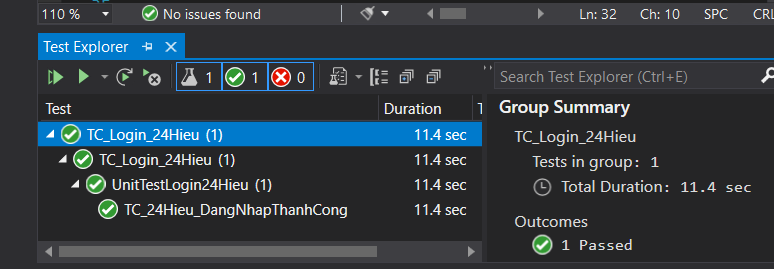 110 %
No issues found
Ln: 32
Ch: 10
SPC
CRL
Test Explorer
1
1
0
Search Test Explorer (Ctrl+E)
Test
Duration
TC_Login_24Hieu (1)
11.4 sec
TC_Login_24Hieu (1)
11.4 sec
UnitTestLogin24Hieu (1)
11.4 sec
TC_24Hieu_DangNhapThanhCong
11.4 sec
Group Summary
TC_Login_24Hieu
Tests in group: 1
Total Duration: 11.4 sec
Outcomes
1 Passed